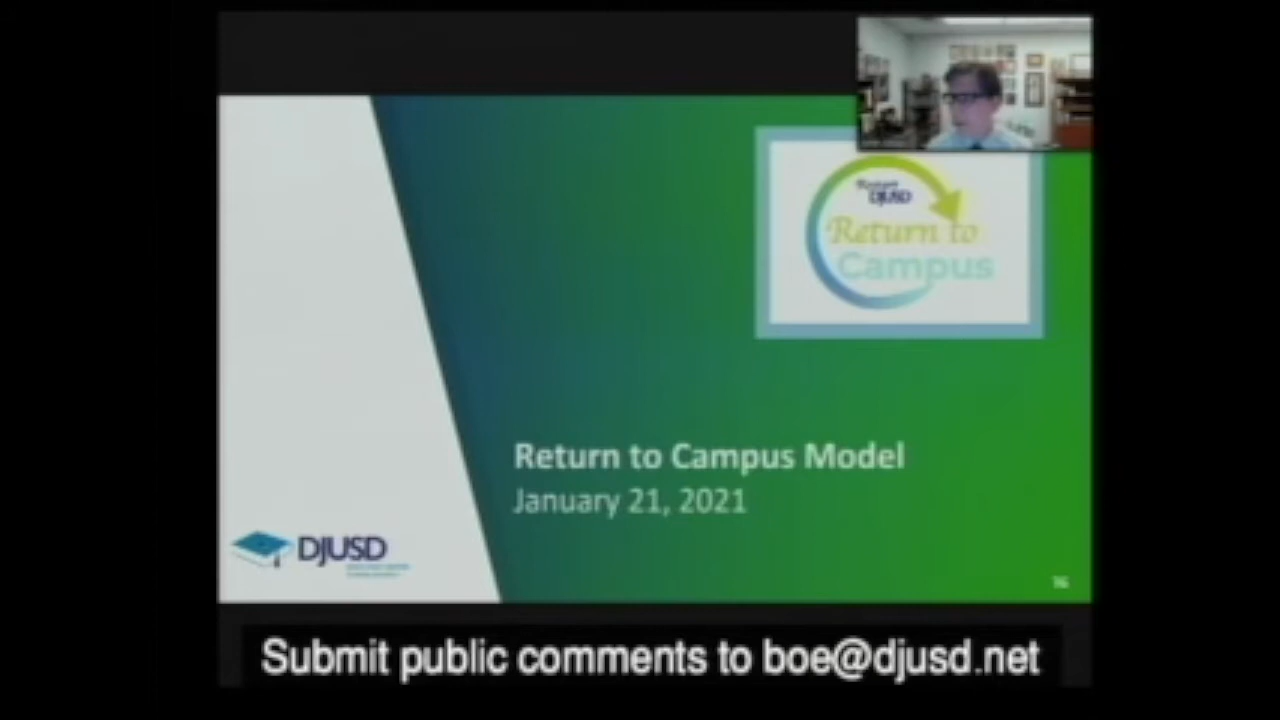 DJUSD
Return to
Campus
Return to Campus Model
January 21, 2021
DJUSD
16
Submit public comments to boe@djusd.net